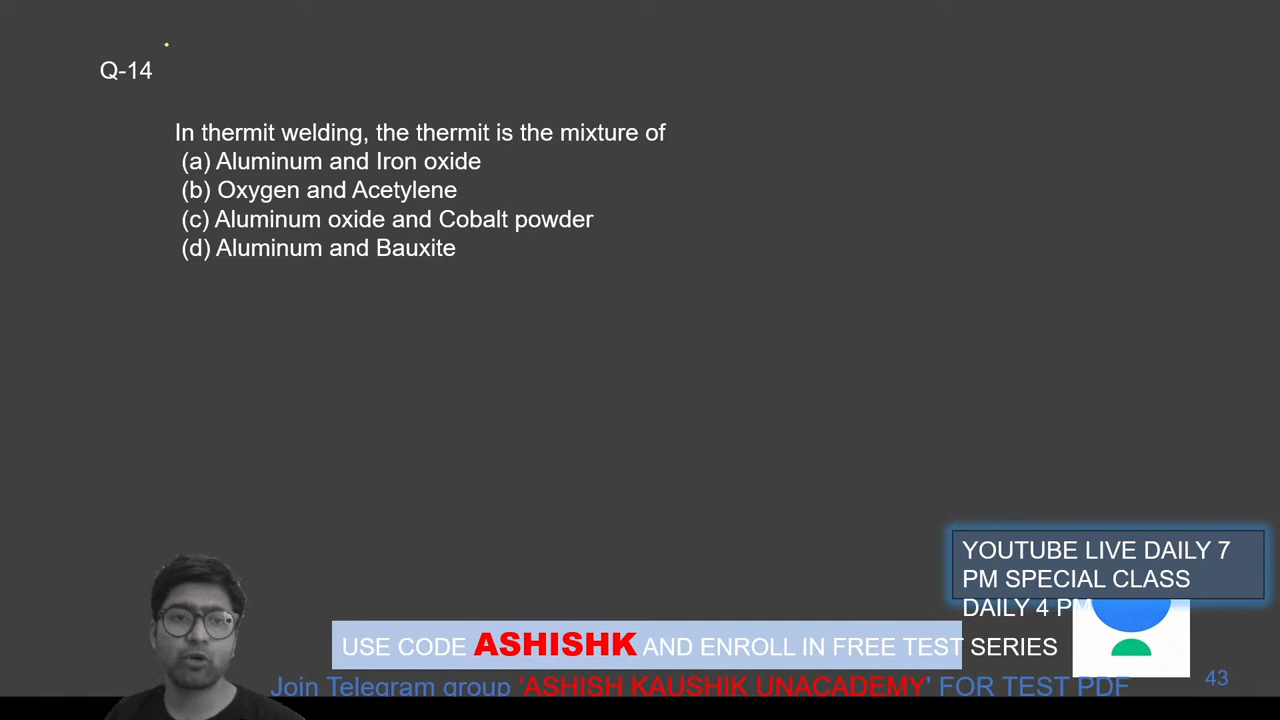 Q-14
In thermit welding, the thermit is the mixture of
(a) Aluminum and Iron oxide
(b) Oxygen and Acetylene
(c) Aluminum oxide and Cobalt powder
(d) Aluminum and Bauxite
YOUTUBE LIVE DAILY 7
PM SPECIAL CLASS
DAILY 4 PM
USE CODE ASHISHK AND ENROLL IN FREE TEST SERIES
Join Telegram group 'ASHISH KAUSHIK UNACADEMY' FOR TEST PDF
43